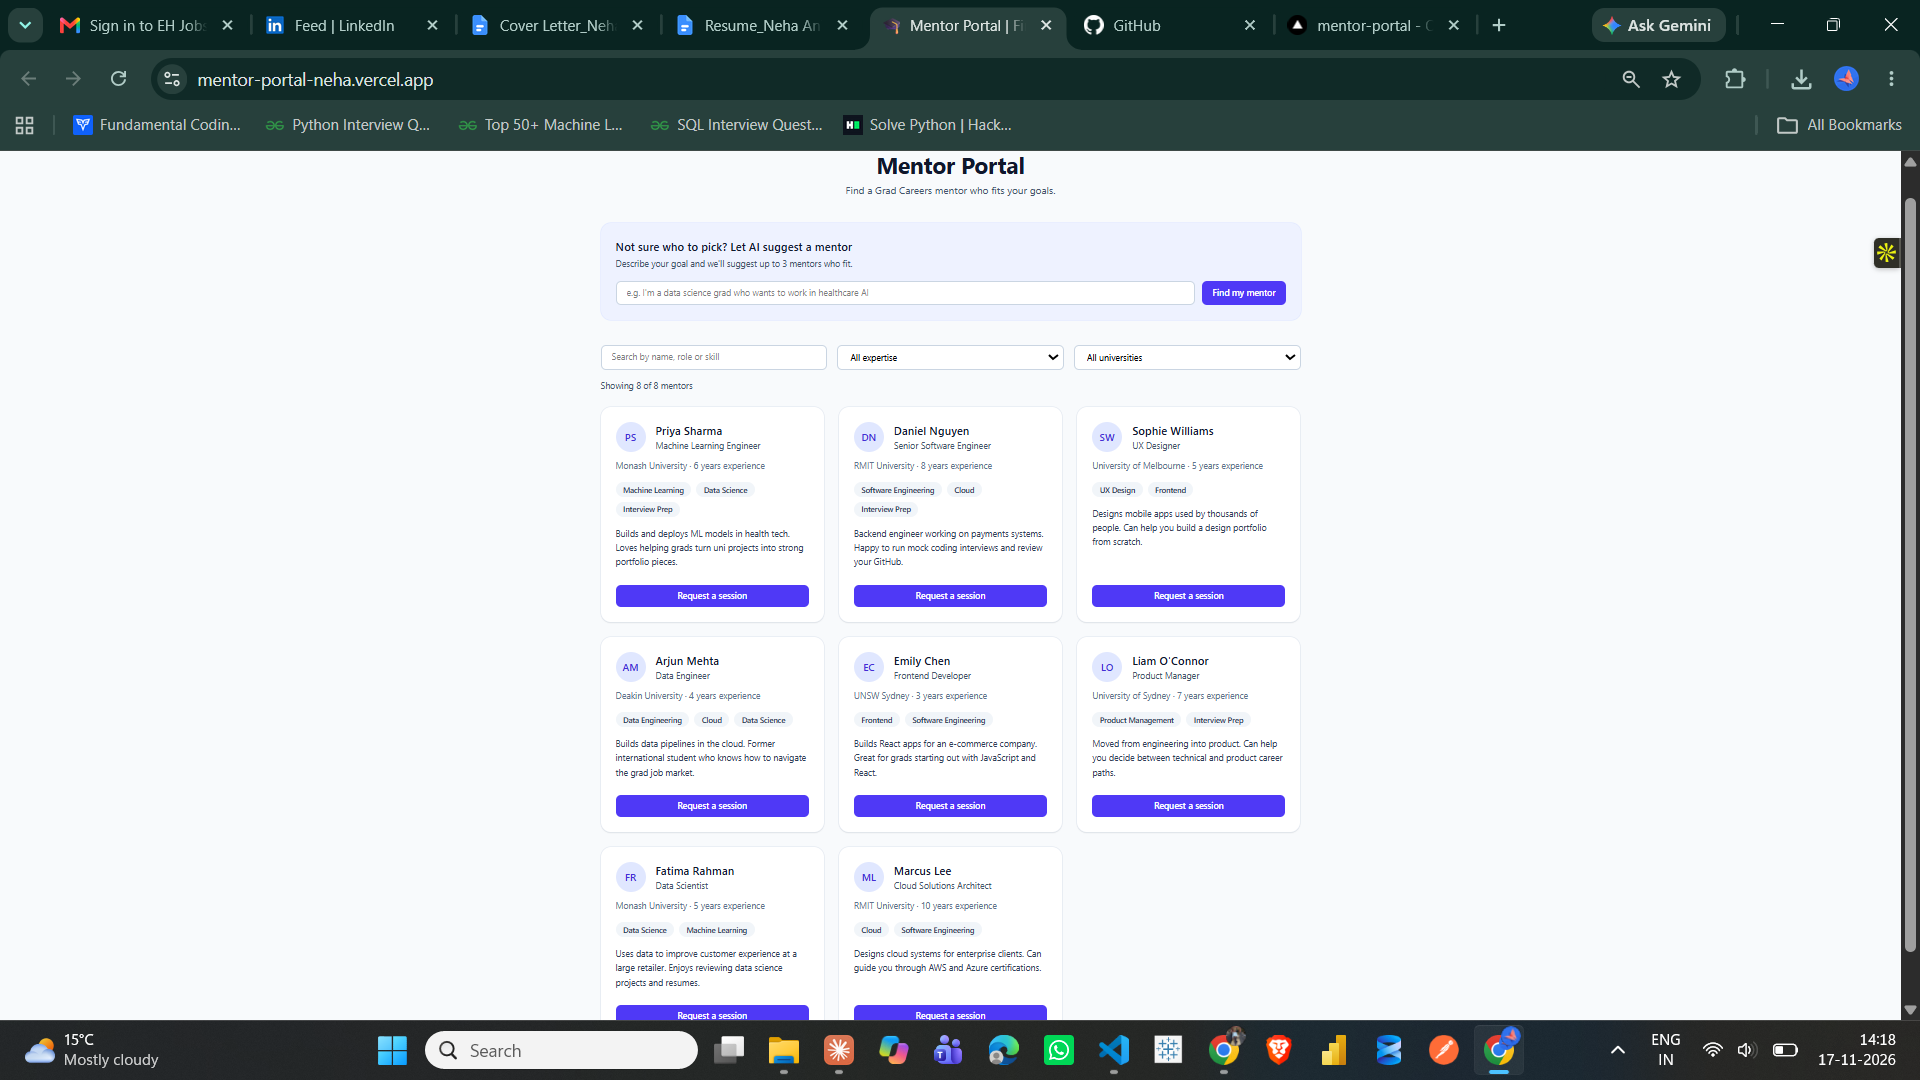 Sign in to EH Jobs
Feed | LinkedIn
Cover Letter_Neh
Resume_Neha An
Mentor Portal | Fi
GitHub
mentor-portal -
Ask Gemini
mentor-portal-neha.vercel.app
Fundamental Codin...
Python Interview Q...
Top 50+ Machine L...
SQL Interview Quest...
Solve Python | Hack...
All Bookmarks
Mentor Portal
Find a Grad Careers mentor who fits your goals.
Not sure who to pick? Let AI suggest a mentor
Describe your goal and we'll suggest up to 3 mentors who fit.
e.g. I'm a data science grad who wants to work in healthcare AI
Find my mentor
Search by name, role or skill
All expertise
All universities
Showing 8 of 8 mentors
PS
Priya Sharma
Machine Learning Engineer
Monash University · 6 years experience
Machine Learning
Data Science
Interview Prep
Builds and deploys ML models in health tech.
Loves helping grads turn uni projects into strong
portfolio pieces.
Request a session
DN
Daniel Nguyen
Senior Software Engineer
RMIT University · 8 years experience
Software Engineering
Cloud
Interview Prep
Backend engineer working on payments systems.
Happy to run mock coding interviews and review
your GitHub.
Request a session
SW
Sophie Williams
UX Designer
University of Melbourne · 5 years experience
UX Design
Frontend
Designs mobile apps used by thousands of
people. Can help you build a design portfolio
from scratch.
Request a session
AM
Arjun Mehta
Data Engineer
Deakin University · 4 years experience
Data Engineering
Cloud
Data Science
Builds data pipelines in the cloud. Former
international student who knows how to navigate
the grad job market.
Request a session
EC
Emily Chen
Frontend Developer
UNSW Sydney · 3 years experience
Frontend
Software Engineering
Builds React apps for an e-commerce company.
Great for grads starting out with JavaScript and
React.
Request a session
LO
Liam O'Connor
Product Manager
University of Sydney · 7 years experience
Product Management
Interview Prep
Moved from engineering into product. Can help
you decide between technical and product career
paths.
Request a session
FR
Fatima Rahman
Data Scientist
Monash University · 5 years experience
Data Science
Machine Learning
Uses data to improve customer experience at a
large retailer. Enjoys reviewing data science
projects and resumes.
Request a session
ML
Marcus Lee
Cloud Solutions Architect
RMIT University · 10 years experience
Cloud
Software Engineering
Designs cloud systems for enterprise clients. Can
guide you through AWS and Azure certifications.
Request a session
15°C
Mostly cloudy
Search
ENG
IN
14:18
17-11-2026